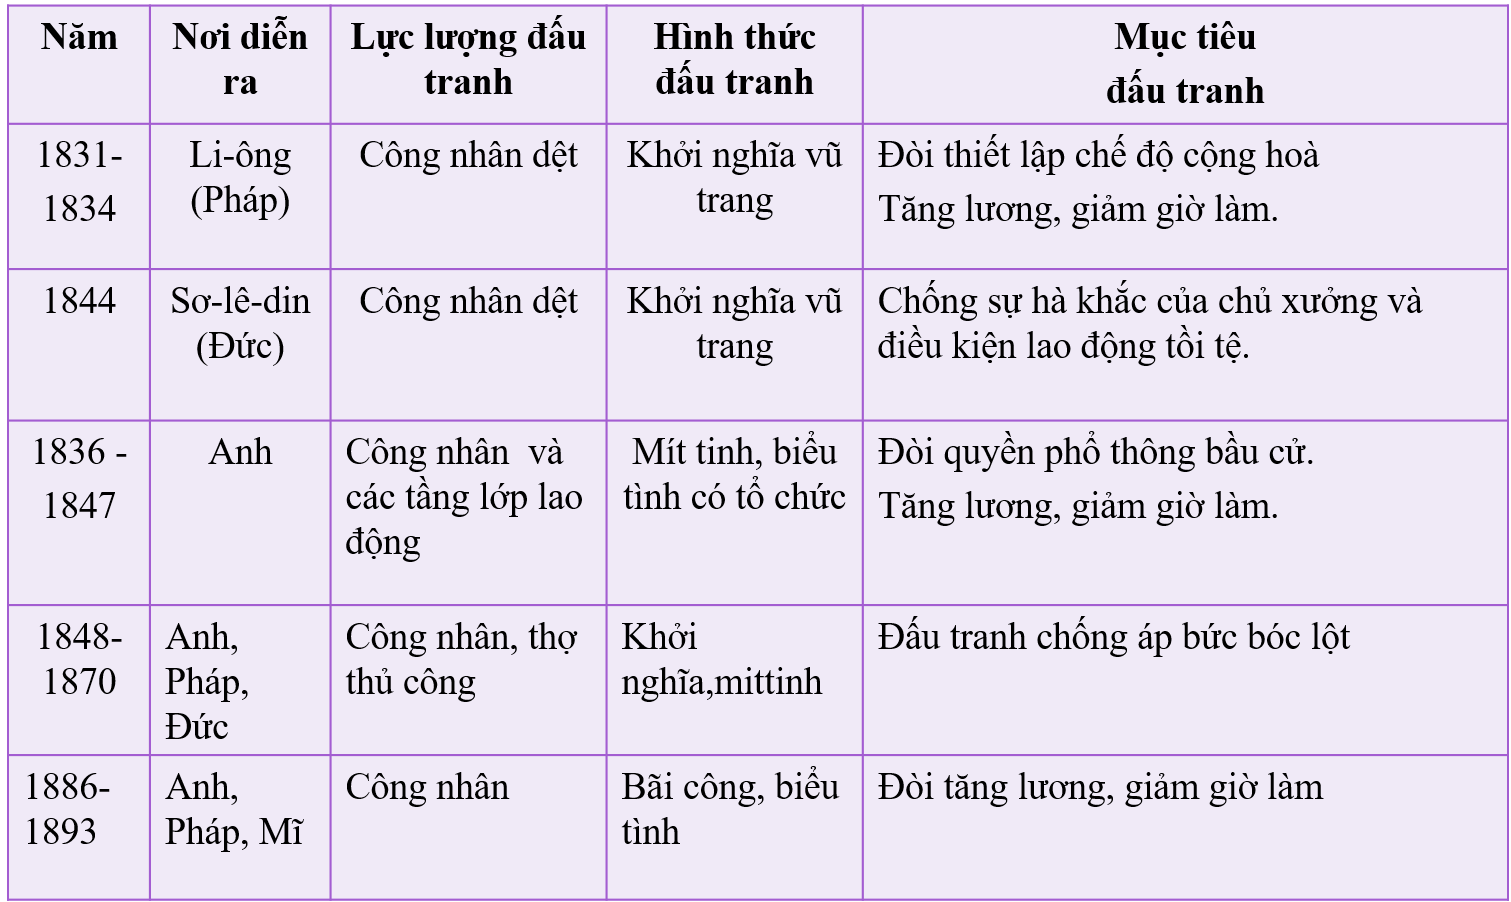 Năm
Nơi diễn
ra
Lực lượng đấu
tranh
Hình thức
đấu tranh
Mục tiêu
đấu tranh
1831-
1834
Li-ông
(Pháp)
Công nhân dệt
Khởi nghĩa vũ
trang
Đòi thiết lập chế độ cộng hoà
Tăng lương, giảm giờ làm.
1844
Sơ-lê-din
(Đức)
Công nhân dệt
Khởi nghĩa vũ
trang
Chống sự hà khắc của chủ xưởng và
điều kiện lao động tồi tệ.
1836 -
1847
Anh
Công nhân và
các tầng lớp lao
động
Mít tinh, biểu
tình có tổ chức
Đòi quyền phổ thông bầu cử.
Tăng lương, giảm giờ làm.
1848-
1870
Anh,
Pháp,
Đức
Công nhân, thợ
thủ công
Khởi
nghĩa,mittinh
Đấu tranh chống áp bức bóc lột
1886-
1893
Anh,
Pháp, Mĩ
Công nhân
Bãi công, biểu
tình
Đòi tăng lương, giảm giờ làm